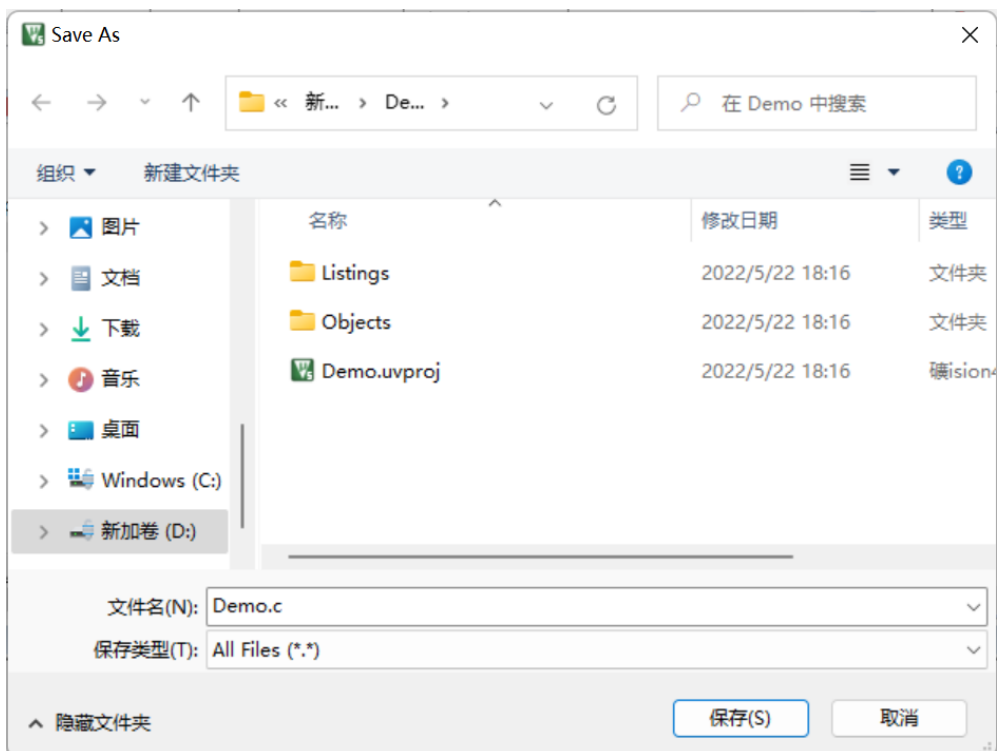 Save As
« 新... › De... ›
在 Demo 中搜索
组织 新建文件夹
名称 修改日期 类型
图片
文档
下载
音乐
桌面
Windows (C:)
新加卷 (D:)
Listings 2022/5/22 18:16 文件夹
Objects 2022/5/22 18:16 文件夹
Demo.uvproj 2022/5/22 18:16 礦ision4
文件名(N): Demo.c
保存类型(T): All Files (*.*)
隐藏文件夹 保存(S) 取消